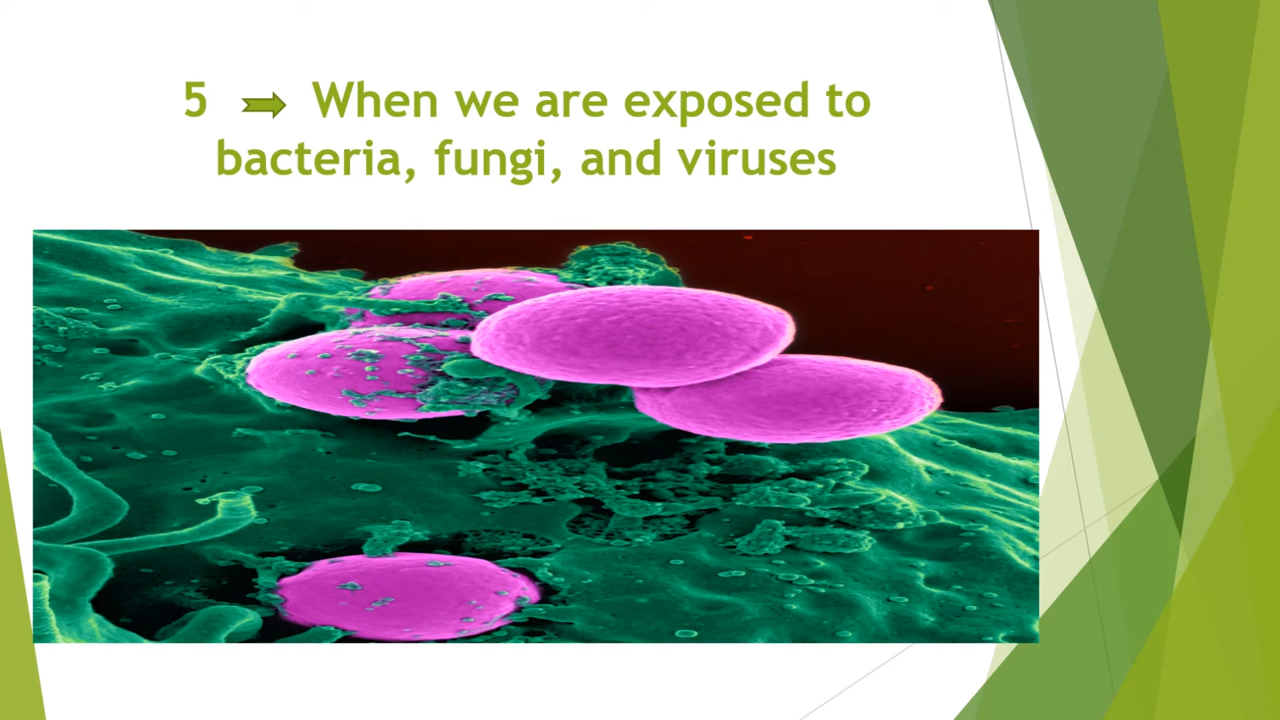 5 When we are exposed to
bacteria, fungi, and viruses